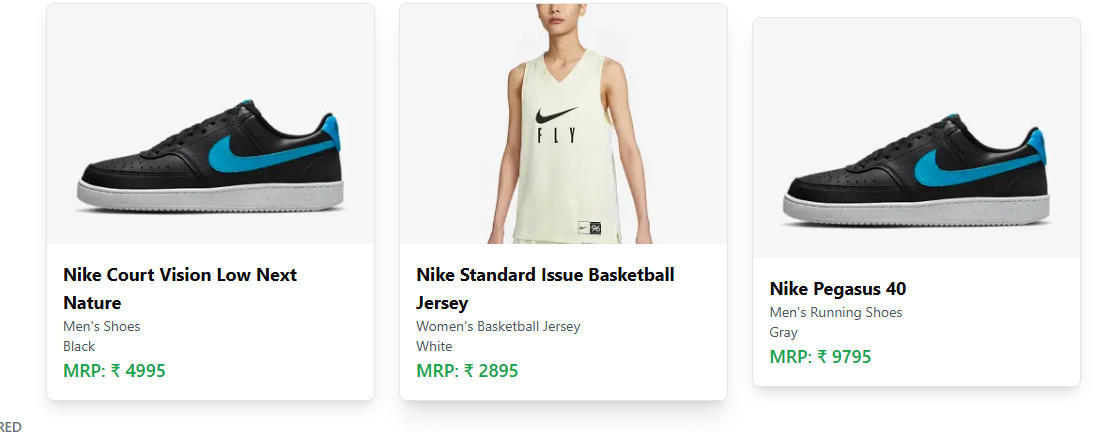 FLY
96
Nike Court Vision Low Next
Nature
Men's Shoes
Black
MRP: ₹ 4995
Nike Standard Issue Basketball
Jersey
Women's Basketball Jersey
White
MRP: ₹ 2895
Nike Pegasus 40
Men's Running Shoes
Gray
MRP: ₹ 9795
RED